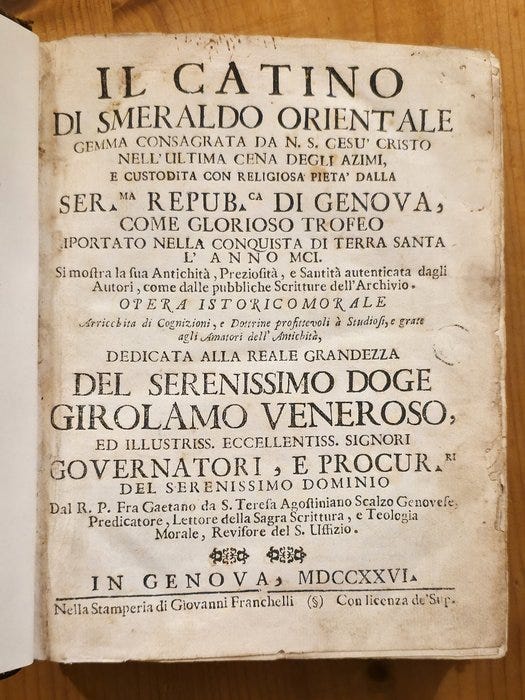 IL CATINO
DI SMERALDO ORIENTALE
GEMMA CONSAGRATA DA N. S. GESU' CRISTO
NELL'ULTIMA CENA DEGLI AZIMI,
E CUSTODITA CON RELIGIOSA PIETA' DALLA
SER.MA REPUB.CA DI GENOVA,
COME GLORIOSO TROFEO
IPORTATO NELLA CONQUISTA DI TERRA SANTA
L'ANNO MCI.
Si moſtra la ſua Antichità, Prezioſità, e Santità autenticata dagli
Autori, come dalle pubbliche Scritture dell'Archivio.
OPERA ISTORICOMORALE
Arricchita di Cognizioni, e Dottrine profittevoli à Studioſi, e grate
agli Amatori dell'Antichità,
DEDICATA ALLA REALE GRANDEZZA
DEL SERENISSIMO DOGE
GIROLAMO VENEROSO,
ED ILLUSTRISS. ECCELLENTISS. SIGNORI
GOVERNATORI, E PROCUR.RI
DEL SERENISSIMO DOMINIO
Dal R. P. Fra Gaetano da S. Tereſa Agoſtiniano Scalzo Genoveſe,
Predicatore, Lettore della Sagra Scrittura, e Teologia
Morale, Reviſore del S. Uffizio.
IN GENOVA, MDCCXXVI.
Nella Stamperia di Giovanni Franchelli (§) Con licenza de'Sup.